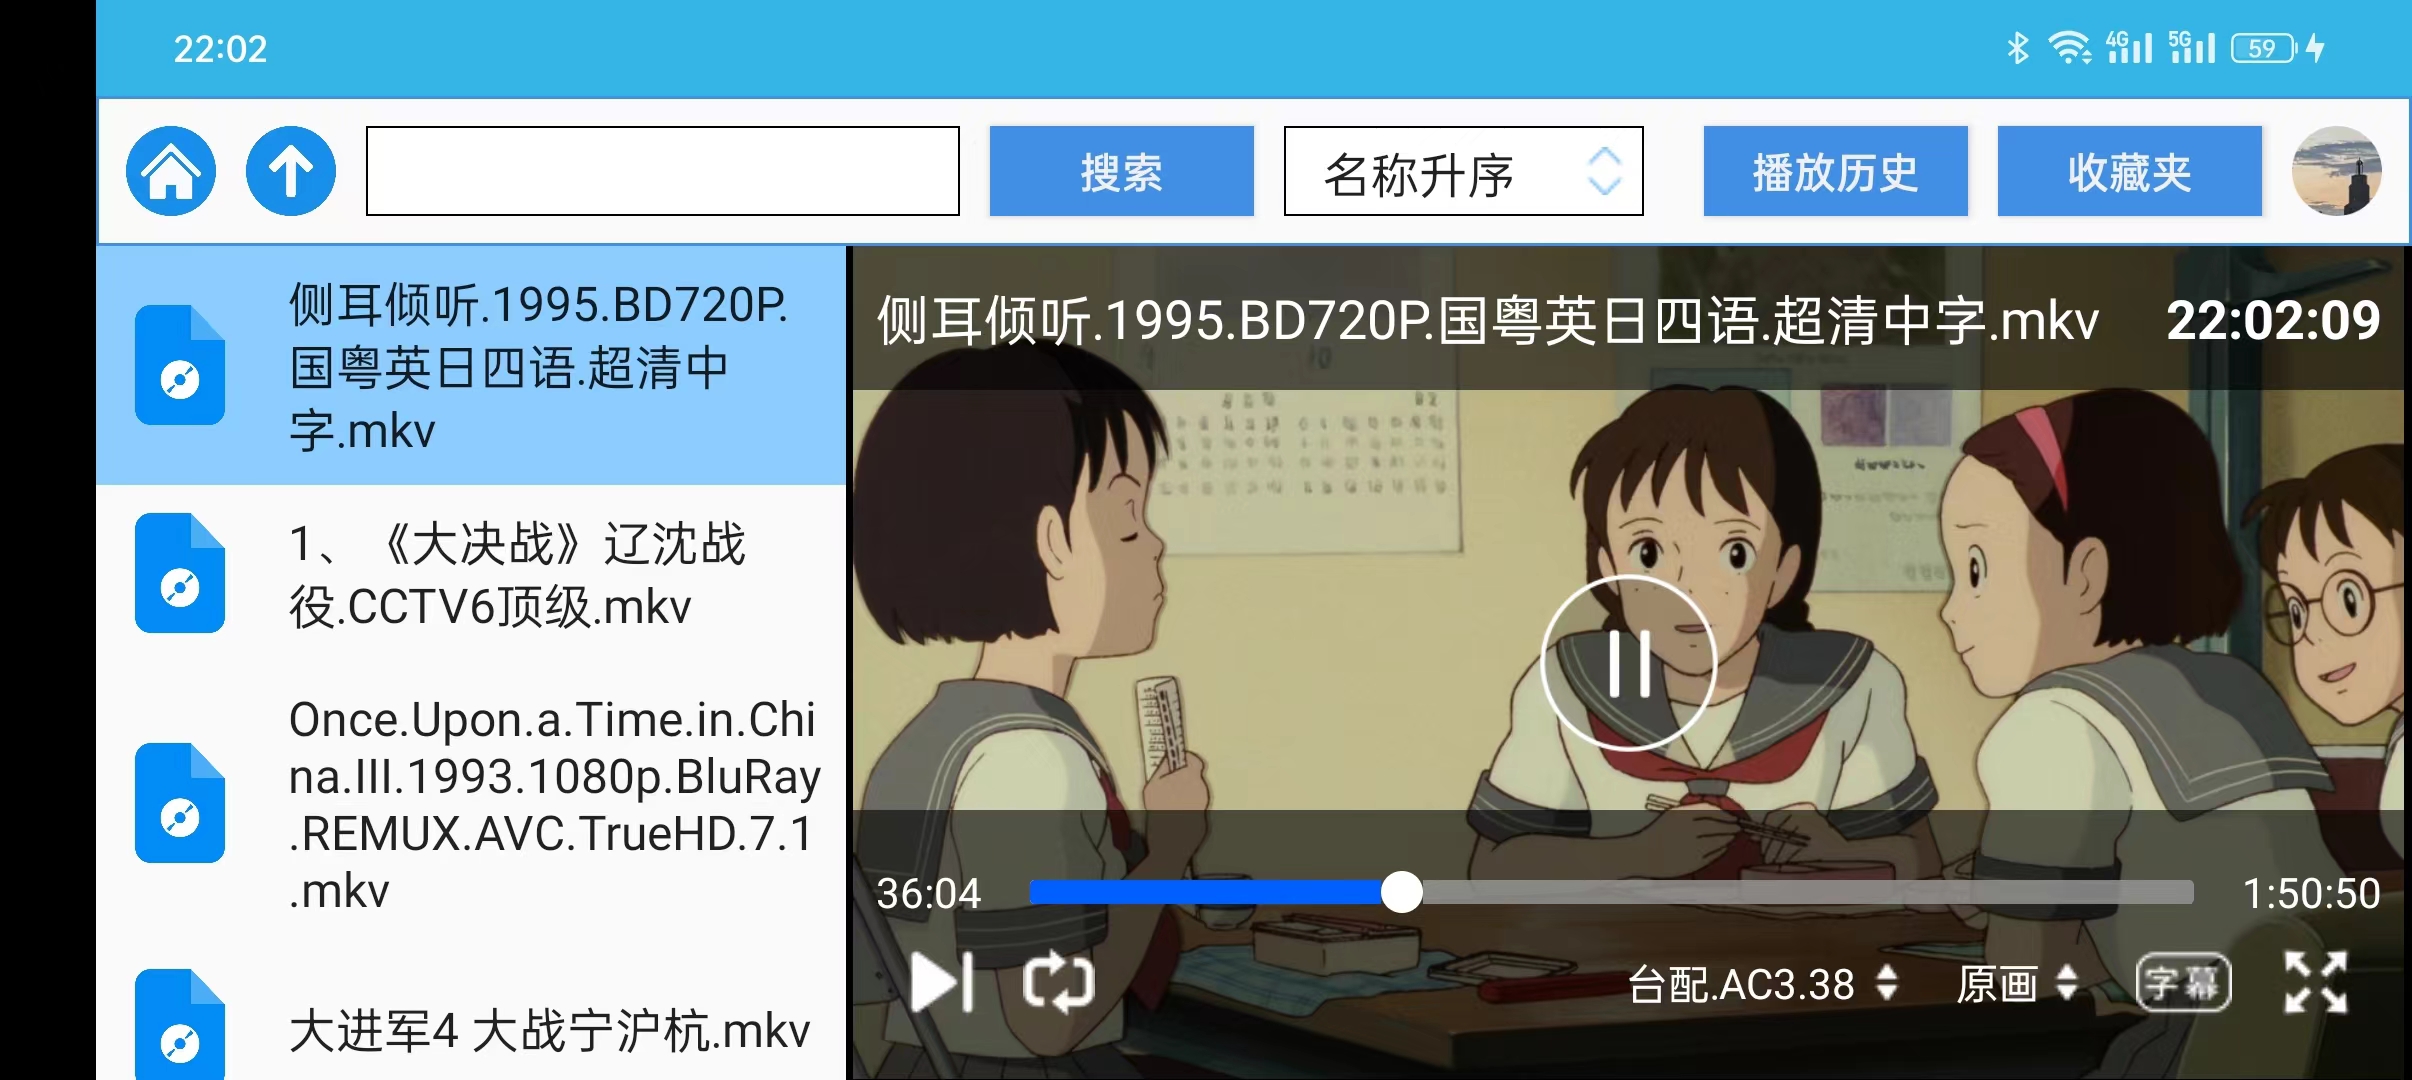 22:02
4G
5G
59
搜索
名称升序
播放历史
收藏夹
侧耳倾听.1995.BD720P.
国粤英日四语.超清中
字.mkv
1、《大决战》辽沈战
役.CCTV6顶级.mkv
Once.Upon.a.Time.in.Chi
na.III.1993.1080p.BluRay
.REMUX.AVC.TrueHD.7.1
.mkv
大进军4 大战宁沪杭.mkv
侧耳倾听.1995.BD720P.国粤英日四语.超清中字.mkv
22:02:09
36:04
1:50:50
台配.AC3.38
原画
字幕